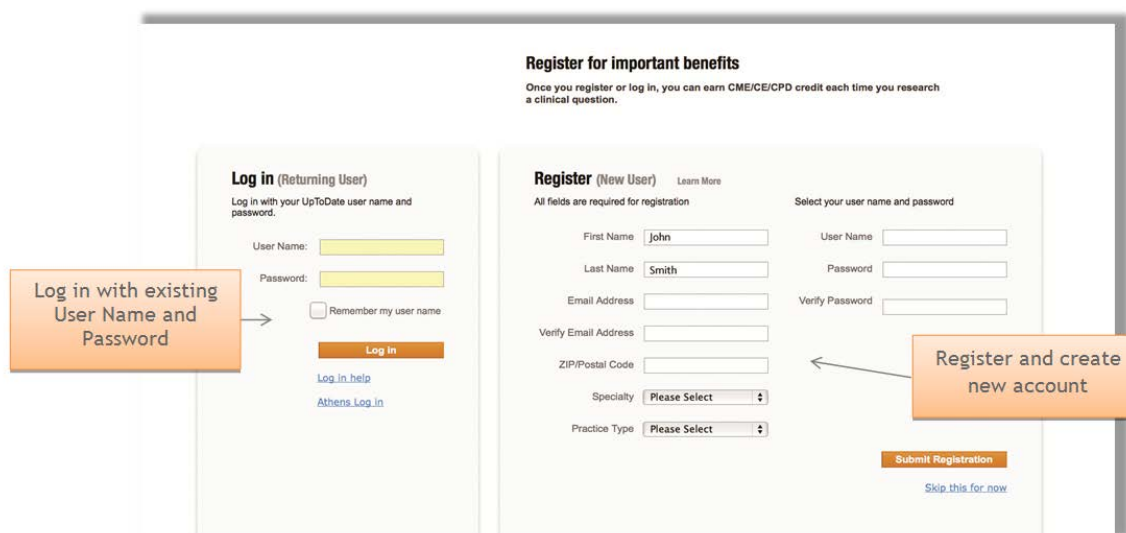 Register for important benefits
Once you register or log in, you can earn CME/CE/CPD credit each time you research
a clinical question.
Log in (Returning User)
Log in with your UpToDate user name and
password.
User Name:
Password:
Remember my user name
Log in
Log in help
Athens Log in
Log in with existing
User Name and
Password
Register (New User) Learn More
All fields are required for registration
First Name John
Last Name Smith
Email Address
Verify Email Address
ZIP/Postal Code
Specialty Please Select
Practice Type Please Select
Select your user name and password
User Name
Password
Verify Password
Register and create
new account
Submit Registration
Skip this for now